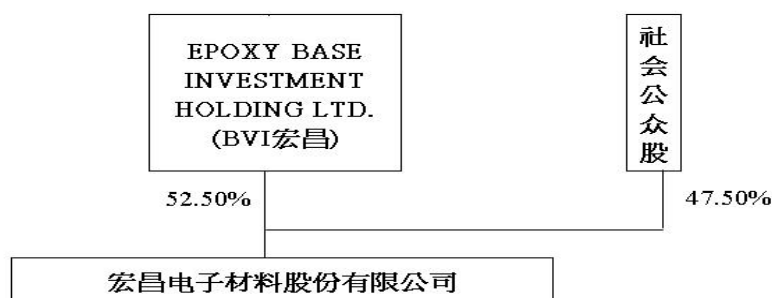 EPOXY BASE
INVESTMENT
HOLDING LTD.
(BVI宏昌)
社会公众股
52.50%
47.50%
宏昌电子材料股份有限公司